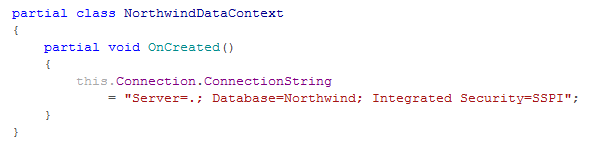 partial class NorthwindDataContext
{
    partial void OnCreated()
    {
        this.Connection.ConnectionString
            = "Server=.; Database=Northwind; Integrated Security=SSPI";
    }
}